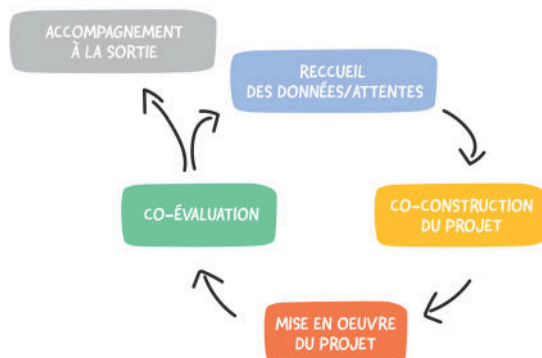 ACCOMPAGNEMENT
À LA SORTIE
RECCUEIL
DES DONNÉES/ATTENTES
CO-ÉVALUATION
CO-CONSTRUCTION
DU PROJET
MISE EN OEUVRE
DU PROJET